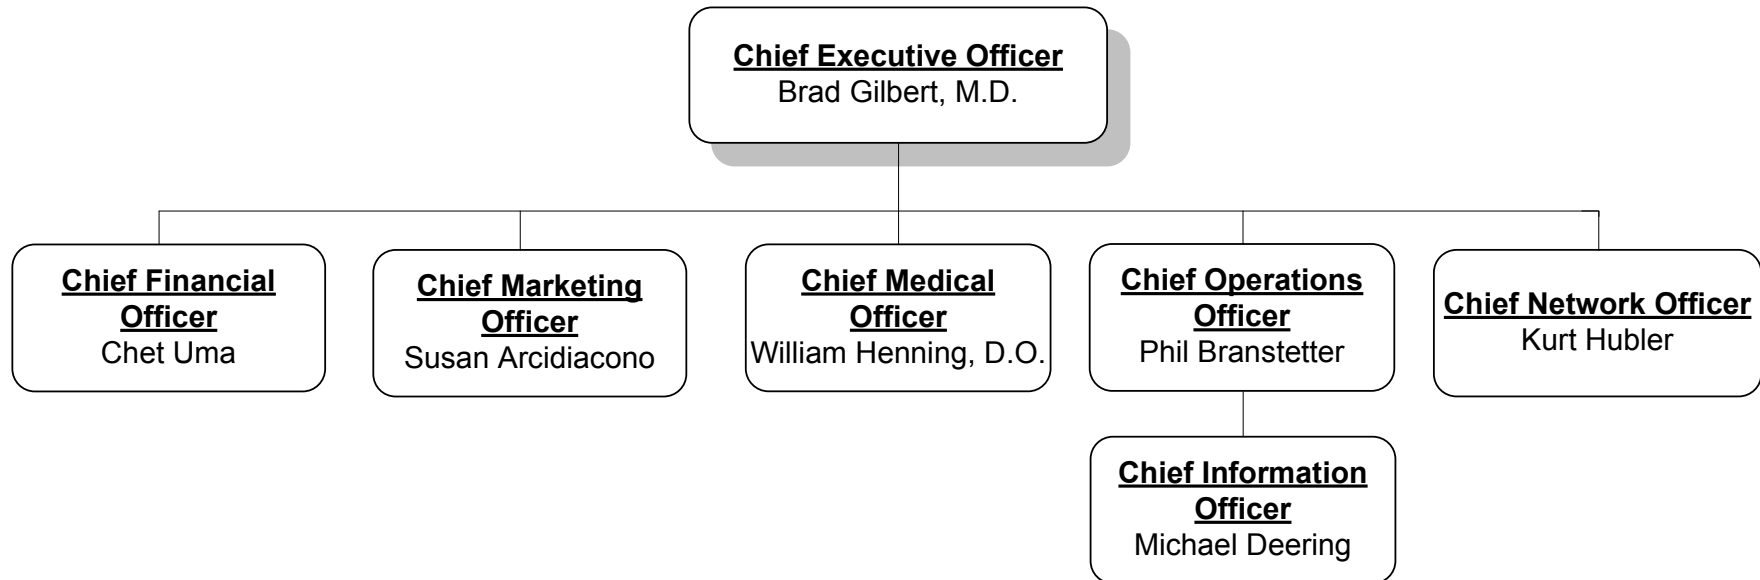 Chief Executive Officer
Brad Gilbert, M.D.
Chief Financial
Officer
Chet Uma
Chief Marketing
Officer
Susan Arcidiacono
Chief Medical
Officer
William Henning, D.O.
Chief Operations
Officer
Phil Branstetter
Chief Network Officer
Kurt Hubler
Chief Information
Officer
Michael Deering